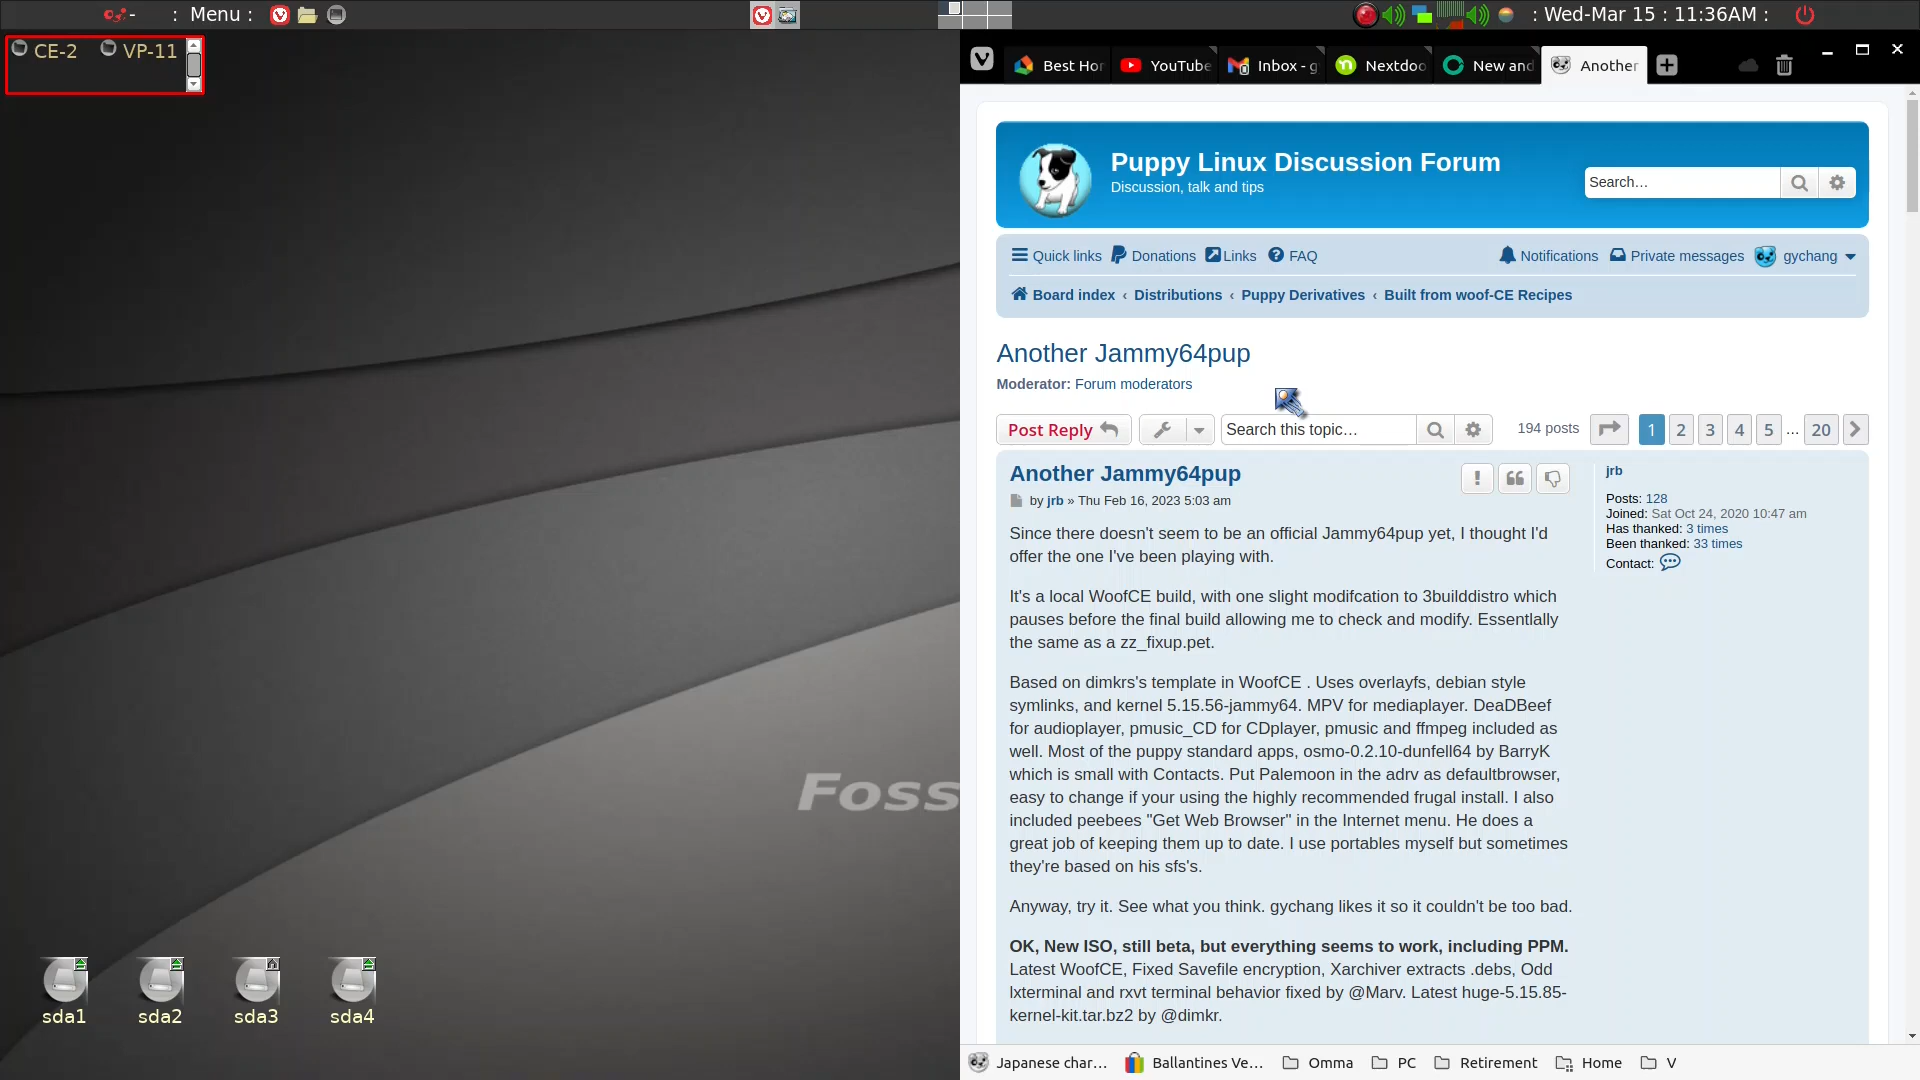 : Menu :
: Wed-Mar 15 : 11:36AM :
CE-2 VP-11
Best Hor YouTube Inbox - g Nextdoo New and Another
Puppy Linux Discussion Forum
Discussion, talk and tips
Search…
Quick links Donations Links FAQ Notifications Private messages gychang
Board index ‹ Distributions ‹ Puppy Derivatives ‹ Built from woof-CE Recipes
Another Jammy64pup
Moderator: Forum moderators
Post Reply Search this topic… 194 posts 1 2 3 4 5 … 20
Another Jammy64pup
by jrb » Thu Feb 16, 2023 5:03 am
Since there doesn't seem to be an official Jammy64pup yet, I thought I'd
offer the one I've been playing with.
It's a local WoofCE build, with one slight modifcation to 3builddistro which
pauses before the final build allowing me to check and modify. Essentlally
the same as a zz_fixup.pet.
Based on dimkrs's template in WoofCE . Uses overlayfs, debian style
symlinks, and kernel 5.15.56-jammy64. MPV for mediaplayer. DeaDBeef
for audioplayer, pmusic_CD for CDplayer, pmusic and ffmpeg included as
well. Most of the puppy standard apps, osmo-0.2.10-dunfell64 by BarryK
which is small with Contacts. Put Palemoon in the adrv as defaultbrowser,
easy to change if your using the highly recommended frugal install. I also
included peebees "Get Web Browser" in the Internet menu. He does a
great job of keeping them up to date. I use portables myself but sometimes
they're based on his sfs's.
Anyway, try it. See what you think. gychang likes it so it couldn't be too bad.
OK, New ISO, still beta, but everything seems to work, including PPM.
Latest WoofCE, Fixed Savefile encryption, Xarchiver extracts .debs, Odd
lxterminal and rxvt terminal behavior fixed by @Marv. Latest huge-5.15.85-
kernel-kit.tar.bz2 by @dimkr.
jrb
Posts: 128
Joined: Sat Oct 24, 2020 10:47 am
Has thanked: 3 times
Been thanked: 33 times
Contact:
Foss
sda1 sda2 sda3 sda4
Japanese char… Ballantines Ve… Omma PC Retirement Home V